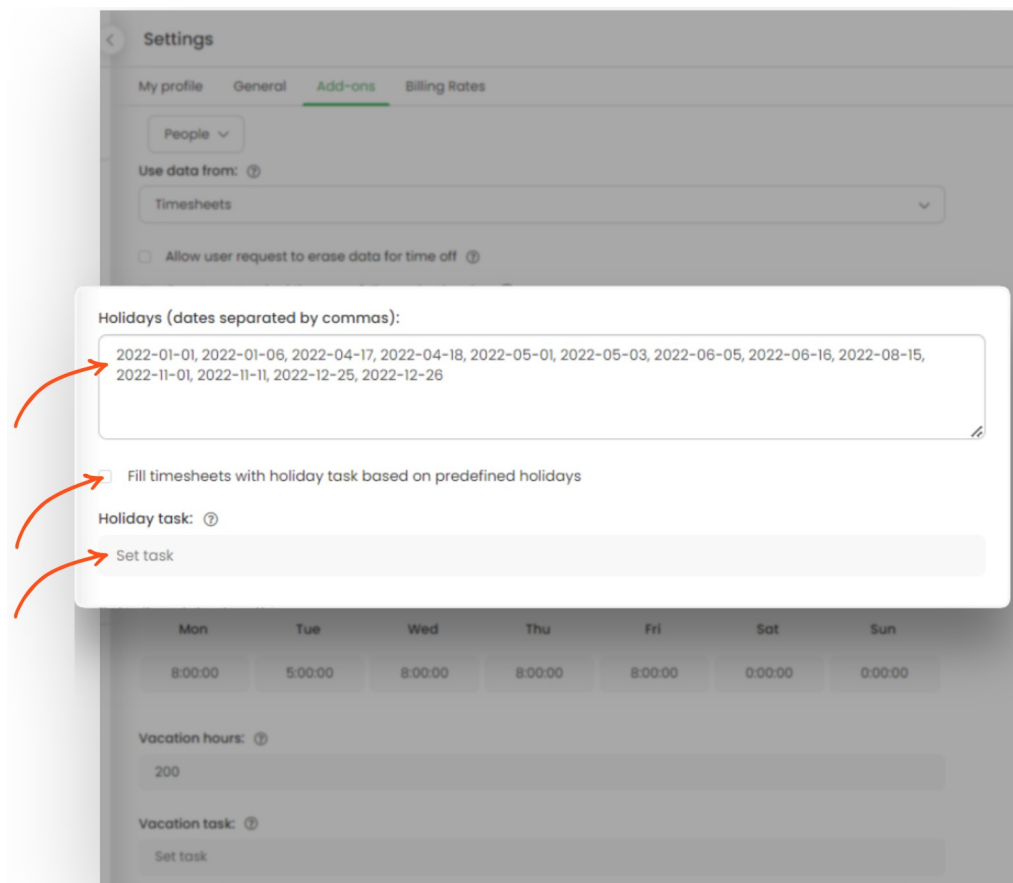 Settings
My profile General Add-ons Billing Rates
People
Use data from:
Timesheets
Allow user request to erase data for time off
Holidays (dates separated by commas):
2022-01-01, 2022-01-06, 2022-04-17, 2022-04-18, 2022-05-01, 2022-05-03, 2022-06-05, 2022-06-16, 2022-08-15,
2022-11-01, 2022-11-11, 2022-12-25, 2022-12-26
Fill timesheets with holiday task based on predefined holidays
Holiday task:
Set task
Mon Tue Wed Thu Fri Sat Sun
8:00:00 5:00:00 8:00:00 8:00:00 8:00:00 0:00:00 0:00:00
Vacation hours:
200
Vacation task:
Set task